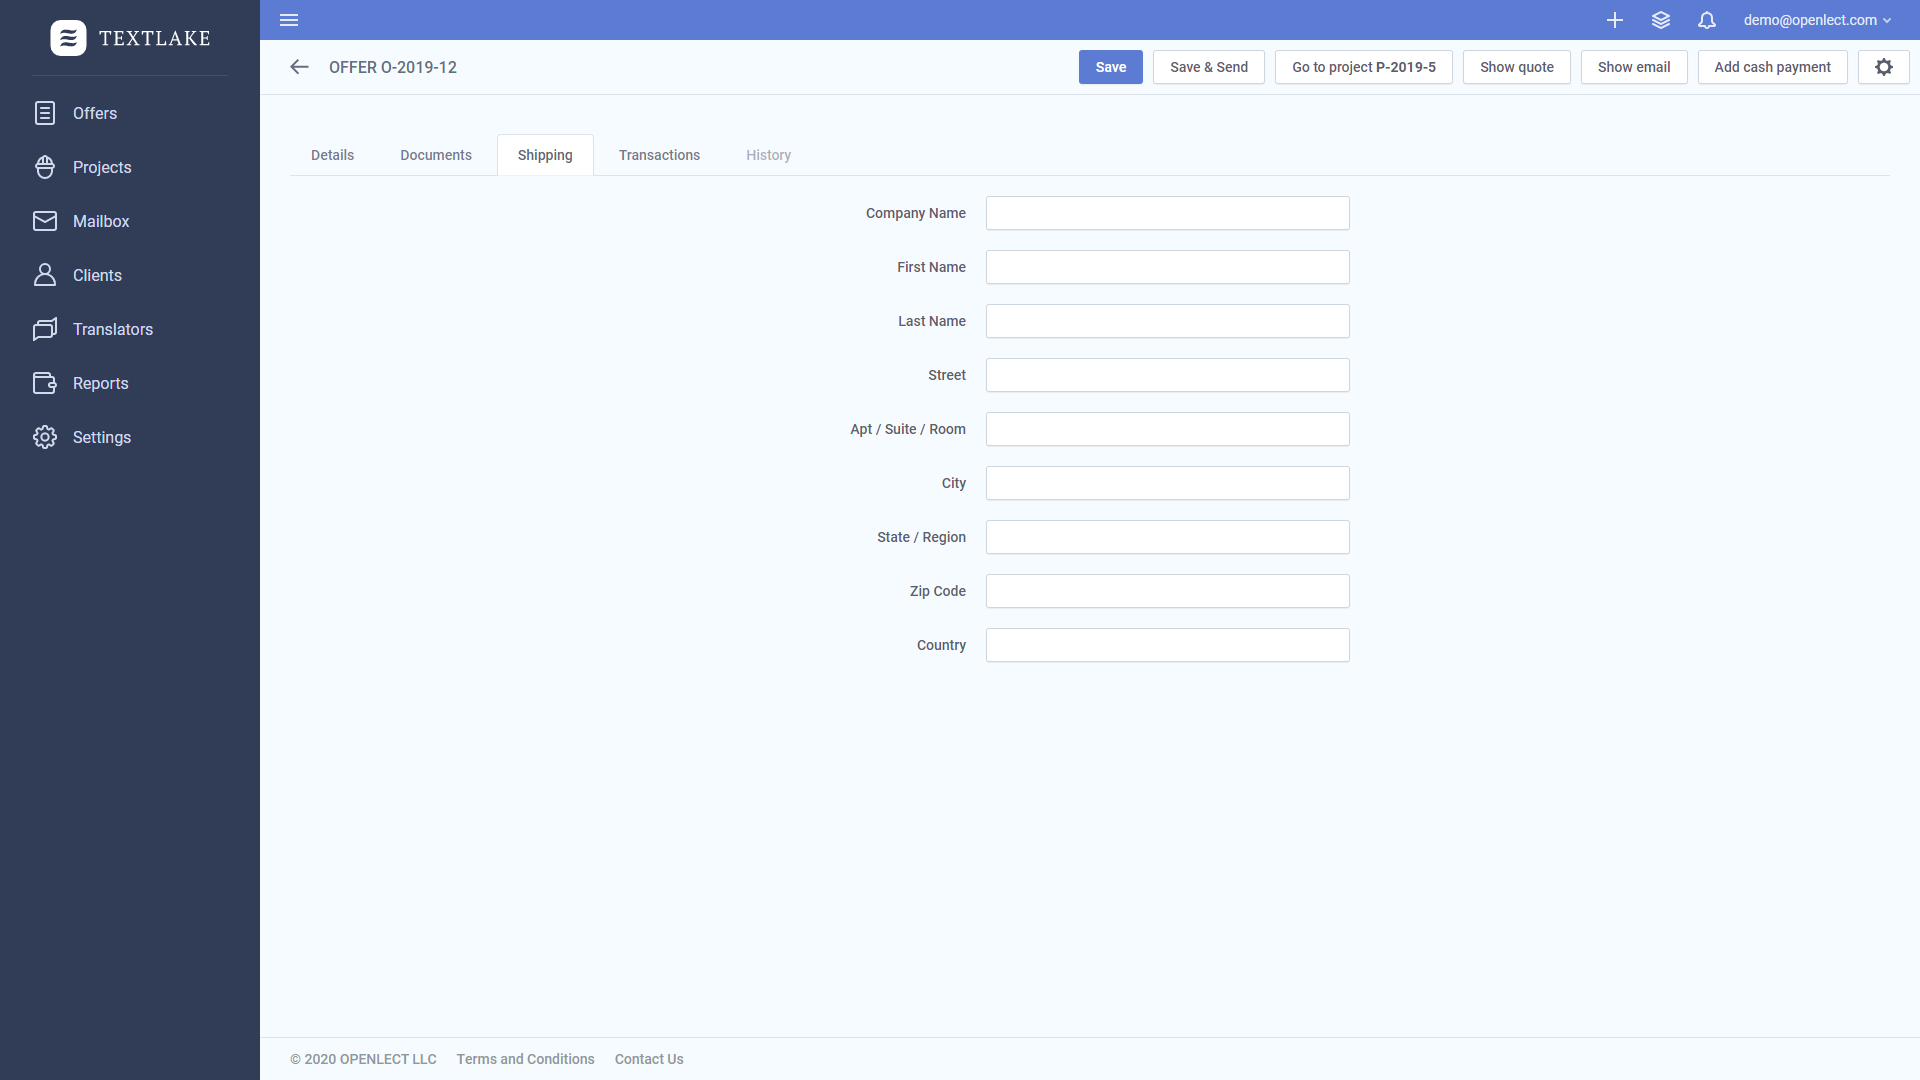 TEXTLAKE
demo@openlect.com
OFFER O-2019-12
Save
Save & Send
Go to project P-2019-5
Show quote
Show email
Add cash payment
Offers
Projects
Mailbox
Clients
Translators
Reports
Settings
Details
Documents
Shipping
Transactions
History
Company Name
First Name
Last Name
Street
Apt / Suite / Room
City
State / Region
Zip Code
Country
© 2020 OPENLECT LLC
Terms and Conditions
Contact Us